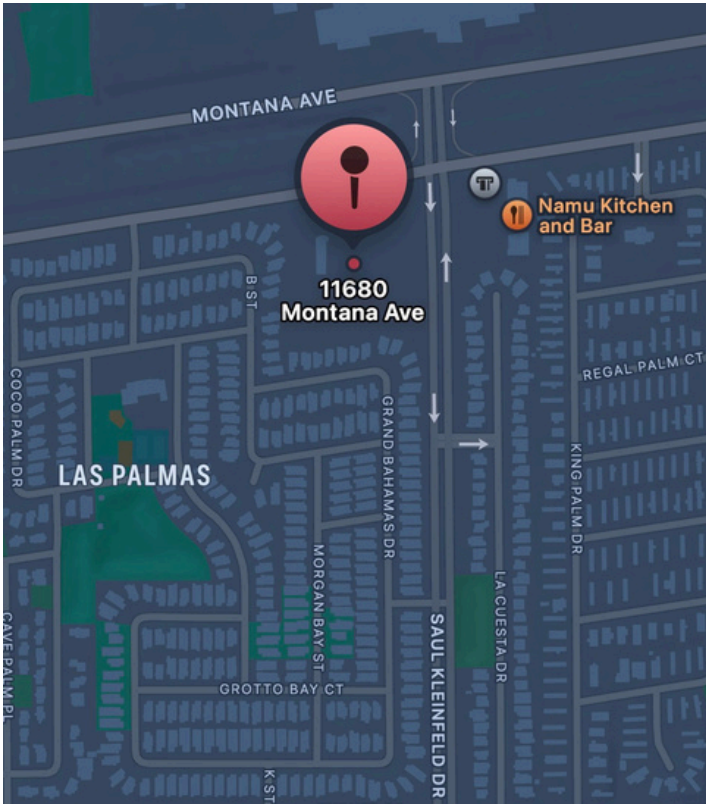 MONTANA AVE
Namu Kitchen
and Bar
11680
Montana Ave
B ST
REGAL PALM CT
COCO PALM DR
GRAND BAHAMAS DR
KING PALM DR
LAS PALMAS
MORGAN BAY ST
LA CUESTA DR
CAVE PALM PL
SAUL KLEINFELD DR
GROTTO BAY CT
K ST